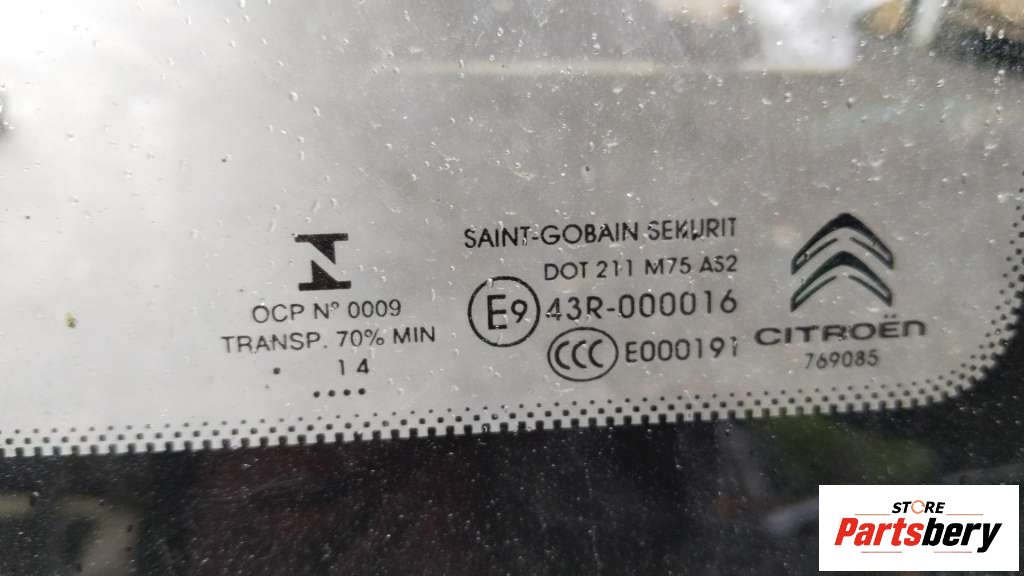 OCP Nº 0009
TRANSP. 70% MIN
. 14
....
SAINT-GOBAIN SEKURIT
DOT 211 M75 AS2
E9 43R-000016
CCC E000191
CITROËN
769085
STORE
Partsbery